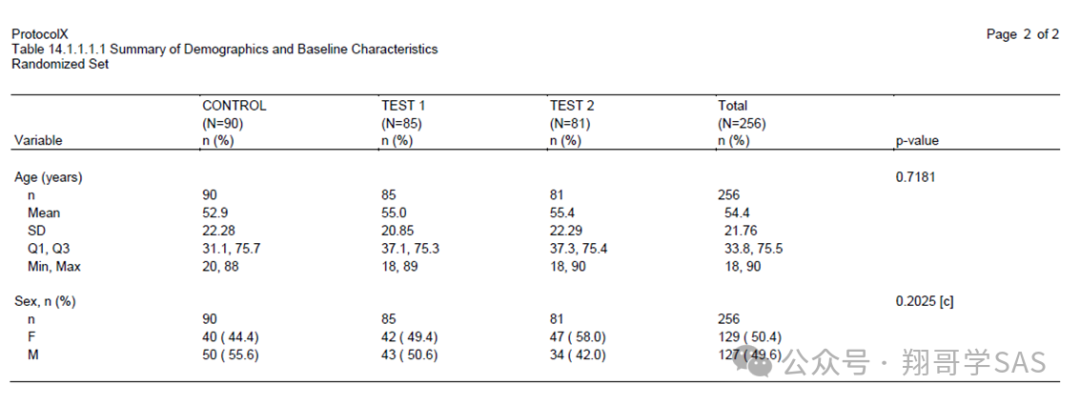 ProtocolX Page 2 of 2
Table 14.1.1.1.1 Summary of Demographics and Baseline Characteristics
Randomized Set
CONTROL TEST 1 TEST 2 Total
(N=90) (N=85) (N=81) (N=256)
Variable n (%) n (%) n (%) n (%) p-value
Age (years) 0.7181
n 90 85 81 256
Mean 52.9 55.0 55.4 54.4
SD 22.28 20.85 22.29 21.76
Q1, Q3 31.1, 75.7 37.1, 75.3 37.3, 75.4 33.8, 75.5
Min, Max 20, 88 18, 89 18, 90 18, 90
Sex, n (%) 0.2025 [c]
n 90 85 81 256
F 40 ( 44.4) 42 ( 49.4) 47 ( 58.0) 129 ( 50.4)
M 50 ( 55.6) 43 ( 50.6) 34 ( 42.0) 127 ( 49.6)
公众号 · 翔哥学SAS